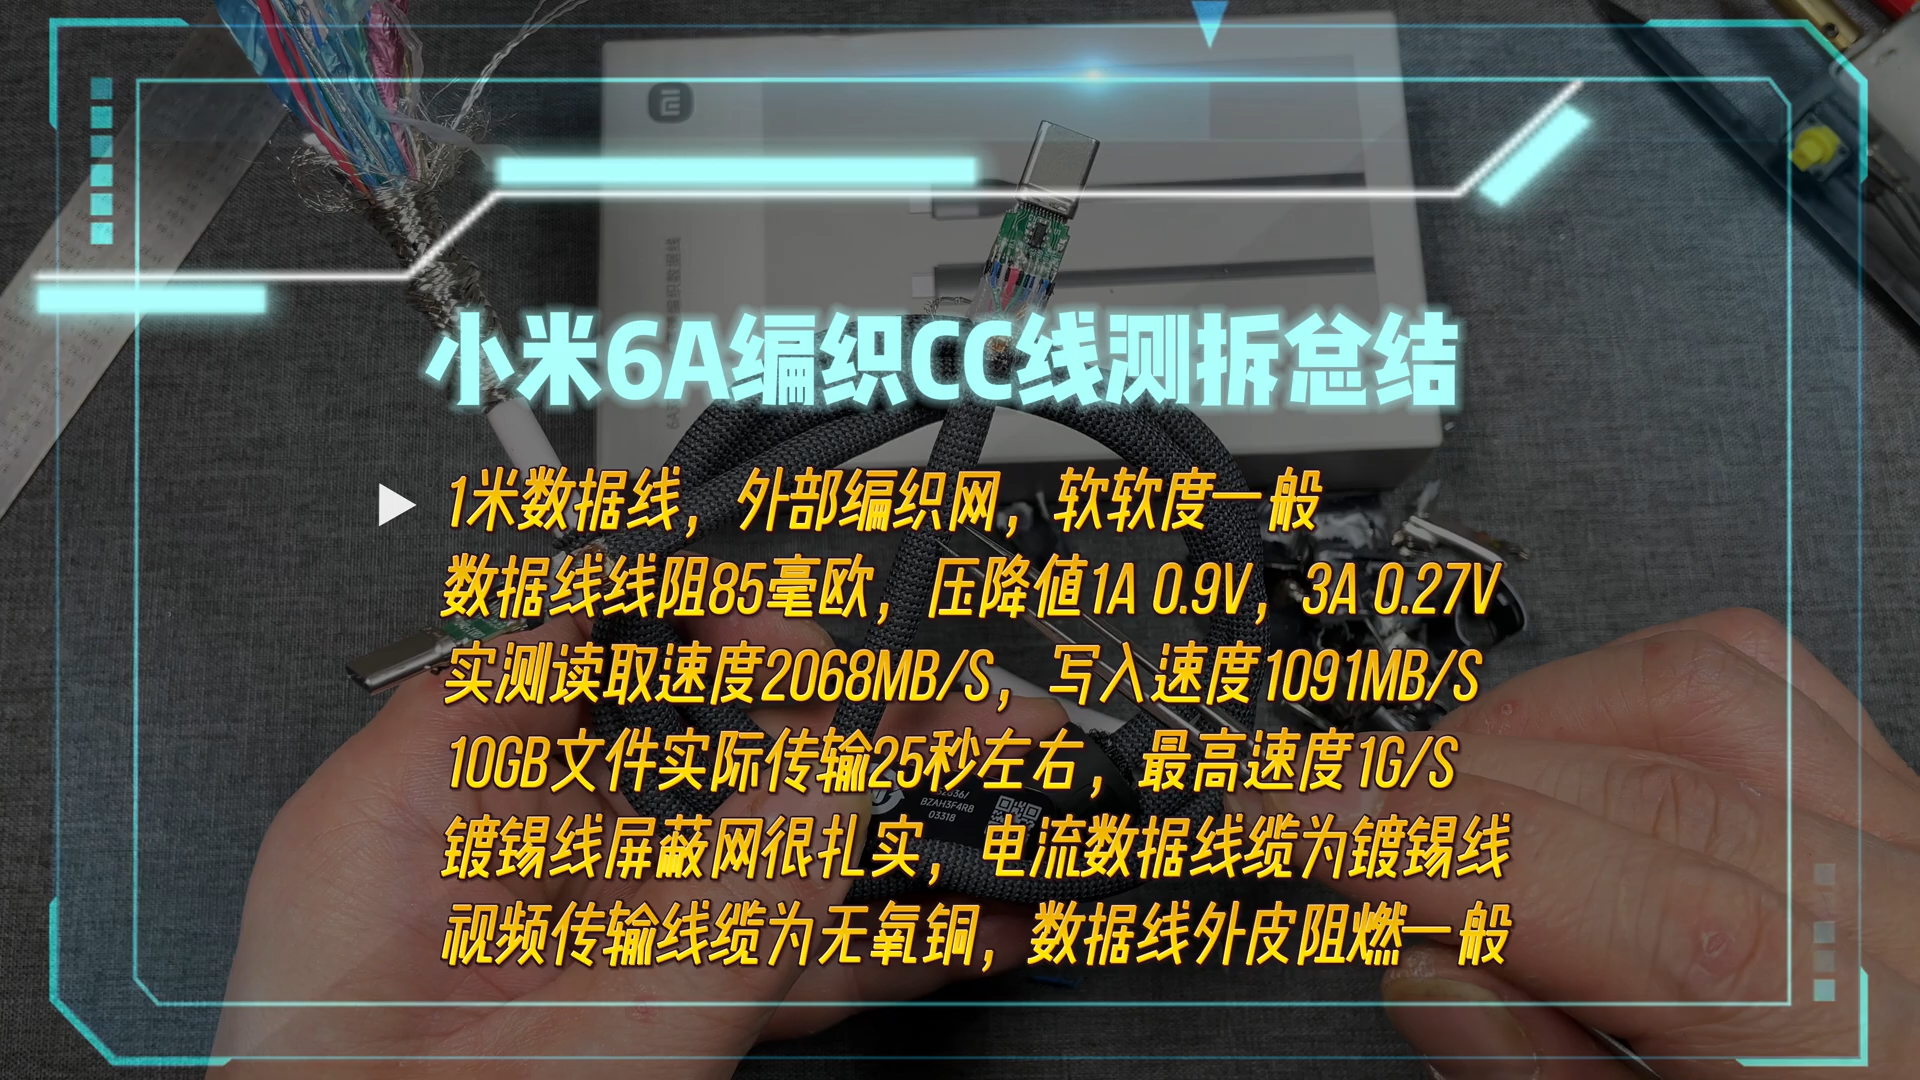 小米6A编织CC线测拆总结
1米数据线，外部编织网，软软度一般
数据线线阻85毫欧，压降值1A 0.9V，3A 0.27V
实测读取速度2068MB/S，写入速度1091MB/S
10GB文件实际传输25秒左右，最高速度1G/S
BZAH3F4R8
03318
镀锡线屏蔽网很扎实，电流数据线缆为镀锡线
视频传输线缆为无氧铜，数据线外皮阻燃一般